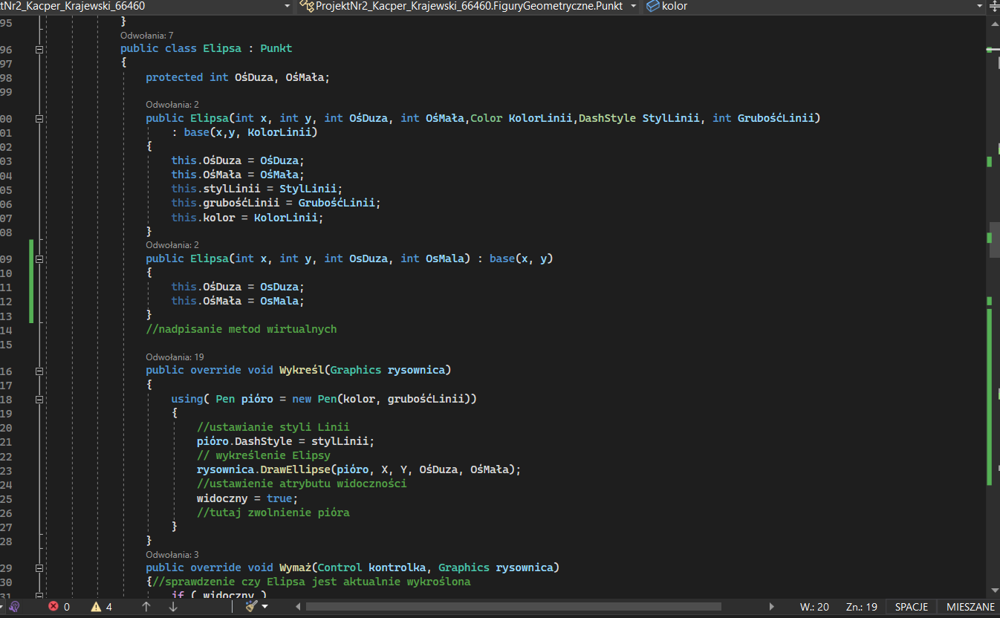 tNr2_Kacper_Krajewski_66460 ProjektNr2_Kacper_Krajewski_66460.FiguryGeometryczne.Punkt kolor
95 }
Odwołania: 7
96 public class Elipsa : Punkt
97 {
98 protected int OśDuza, OśMała;
99
Odwołania: 2
00 public Elipsa(int x, int y, int OśDuza, int OśMała,Color KolorLinii,DashStyle StylLinii, int GrubośćLinii)
01 : base(x,y, KolorLinii)
02 {
03 this.OśDuza = OśDuza;
04 this.OśMała = OśMała;
05 this.stylLinii = StylLinii;
06 this.grubośćLinii = GrubośćLinii;
07 this.kolor = KolorLinii;
08 }
Odwołania: 2
09 public Elipsa(int x, int y, int OsDuza, int OsMala) : base(x, y)
10 {
11 this.OśDuza = OsDuza;
12 this.OśMała = OsMala;
13 }
14 //nadpisanie metod wirtualnych
15
Odwołania: 19
16 public override void Wykreśl(Graphics rysownica)
17 {
18 using( Pen pióro = new Pen(kolor, grubośćLinii))
19 {
20 //ustawianie styli Linii
21 pióro.DashStyle = stylLinii;
22 // wykreślenie Elipsy
23 rysownica.DrawEllipse(pióro, X, Y, OśDuza, OśMała);
24 //ustawienie atrybutu widoczności
25 widoczny = true;
26 //tutaj zwolnienie pióra
27 }
28 }
Odwołania: 3
29 public override void Wymaż(Control kontrolka, Graphics rysownica)
30 {//sprawdzenie czy Elipsa jest aktualnie wykroślona
31 if ( widoczny )
0 4 W.: 20 Zn.: 19 SPACJE MIESZANE